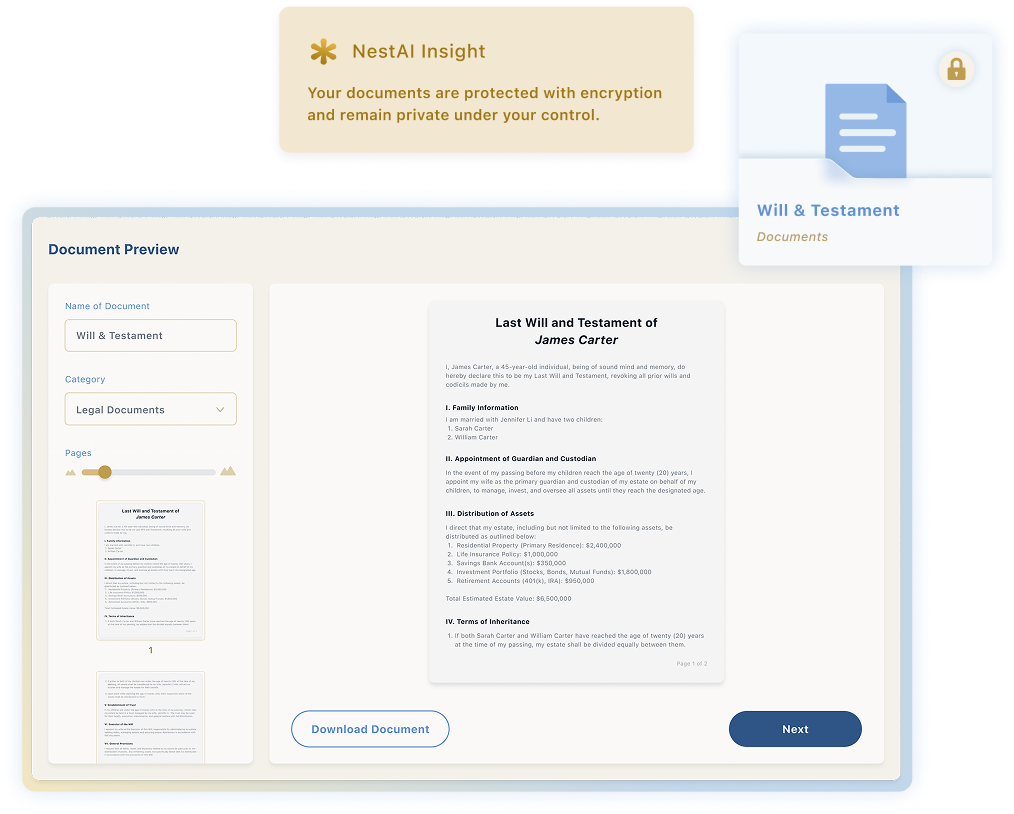 NestAI Insight
Your documents are protected with encryption
and remain private under your control.
Will & Testament
Documents
Document Preview
Name of Document
Will & Testament
Category
Legal Documents
Pages
Last Will and Testament of
James Carter
1
Last Will and Testament of
James Carter
I, James Carter, a 45-year-old individual, being of sound mind and memory, do
hereby declare this to be my Last Will and Testament, revoking all prior wills and
codicils made by me.
I. Family Information
I am married with Jennifer Li and have two children:
1. Sarah Carter
2. William Carter
II. Appointment of Guardian and Custodian
In the event of my passing before my children reach the age of twenty (20) years, I
appoint my wife as the primary guardian and custodian of my estate on behalf of my
children, to manage, invest, and oversee all assets until they reach the designated age.
III. Distribution of Assets
I direct that my estate, including but not limited to the following assets, be
distributed as outlined below:
1. Residential Property (Primary Residence): $2,400,000
2. Life Insurance Policy: $1,000,000
3. Savings Bank Account(s): $350,000
4. Investment Portfolio (Stocks, Bonds, Mutual Funds): $1,800,000
5. Retirement Accounts (401(k), IRA): $950,000
Total Estimated Estate Value: $6,500,000
IV. Terms of Inheritance
1. If both Sarah Carter and William Carter have reached the age of twenty (20) years
at the time of my passing, my estate shall be divided equally between them.
Page 1 of 2
Download Document
Next